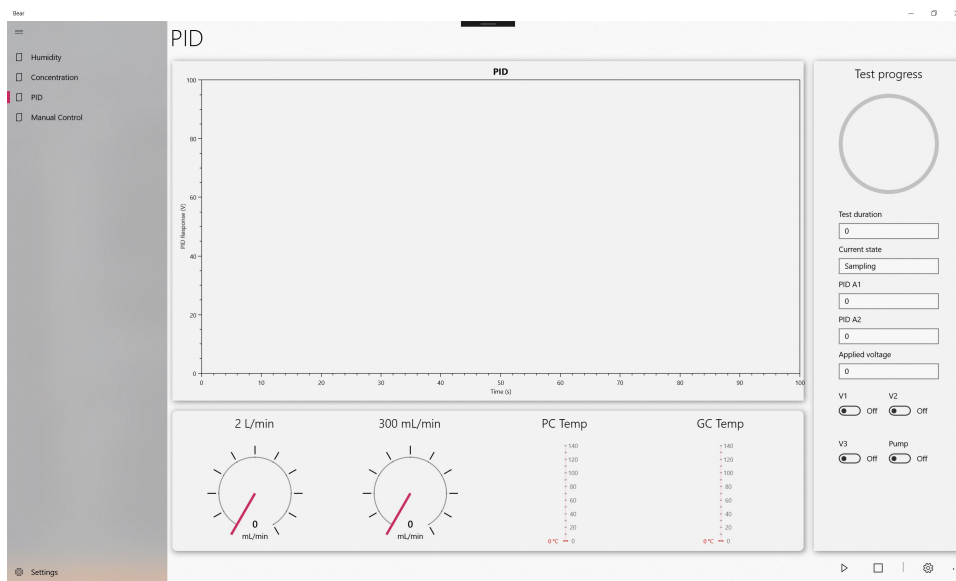 Bear
Humidity
Concentration
PID
Manual Control
Settings
PID
PID
100
80
60
40
20
0
PID Response (V)
0 10 20 30 40 50 60 70 80 90 100
Time (s)
2 L/min
0
mL/min
300 mL/min
0
mL/min
PC Temp
140
120
100
80
60
40
20
0 °C 0
GC Temp
140
120
100
80
60
40
20
0 °C 0
Test progress
Test duration
0
Current state
Sampling
PID A1
0
PID A2
0
Applied voltage
0
V1 V2
Off Off
V3 Pump
Off Off